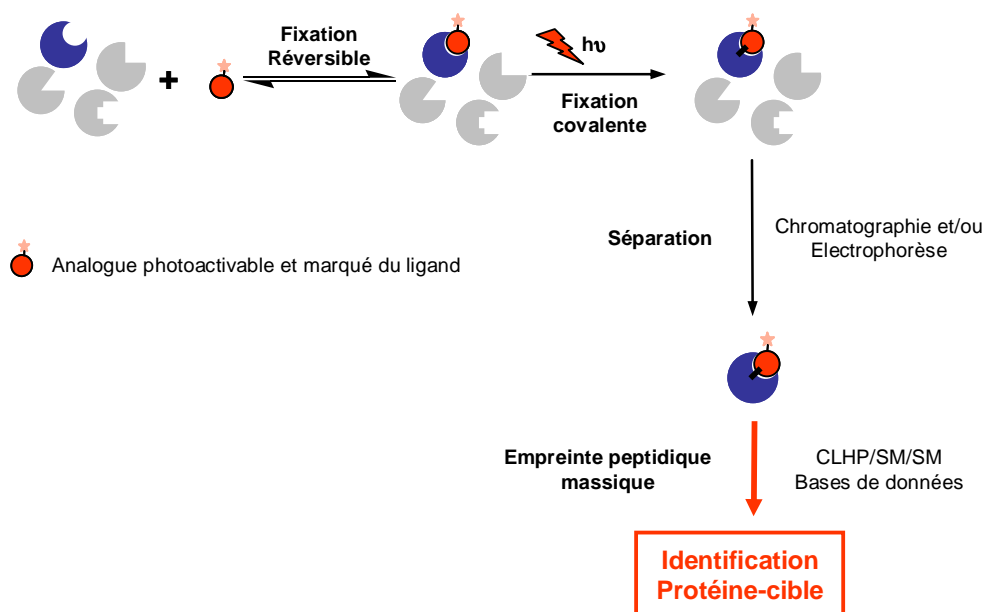 Fixation
Réversible
hυ
Fixation
covalente
Séparation
Chromatographie et/ou
Electrophorèse
Analogue photoactivable et marqué du ligand
Empreinte peptidique
massique
CLHP/SM/SM
Bases de données
Identification
Protéine-cible